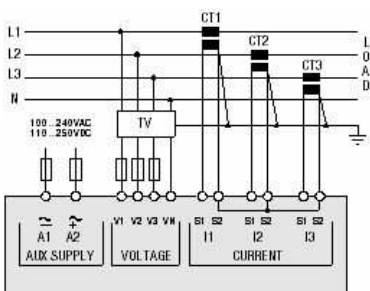 CT1
L1
CT2
L2
CT3
L3
N
LOAD
100...240VAC
110...250VDC
TV
V1 V2 V3 VN
S1 S2 S1 S2 S1 S2
A1 A2
I1 I2 I3
AUX SUPPLY VOLTAGE CURRENT